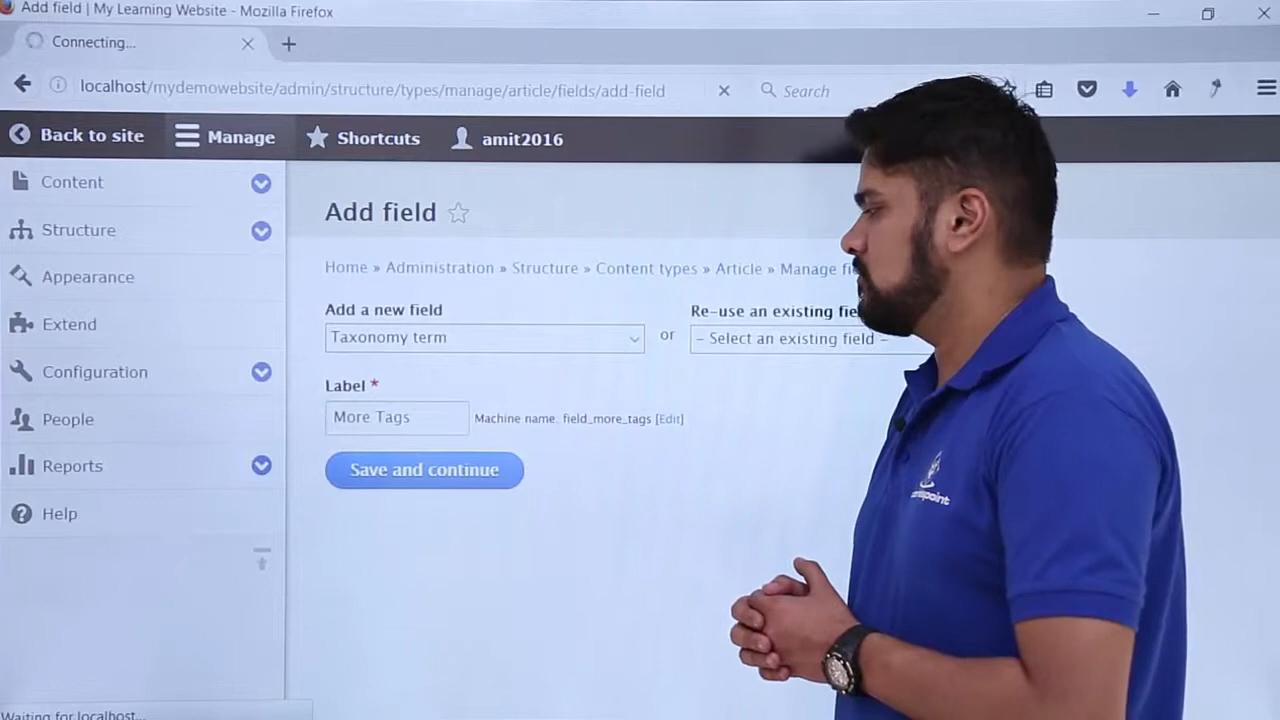 Add field | My Learning Website - Mozilla Firefox
Connecting...
localhost/mydemowebsite/admin/structure/types/manage/article/fields/add-field
Search
Back to site
Manage
Shortcuts
amit2016
Content
Structure
Appearance
Extend
Configuration
People
Reports
Help
Add field
Home » Administration » Structure » Content types » Article » Manage
Add a new field
Taxonomy term
or
Re-use an existing
- Select an existing field -
Label *
More Tags
Machine name: field_more_tags [Edit]
Save and continue
Waiting for localhost...